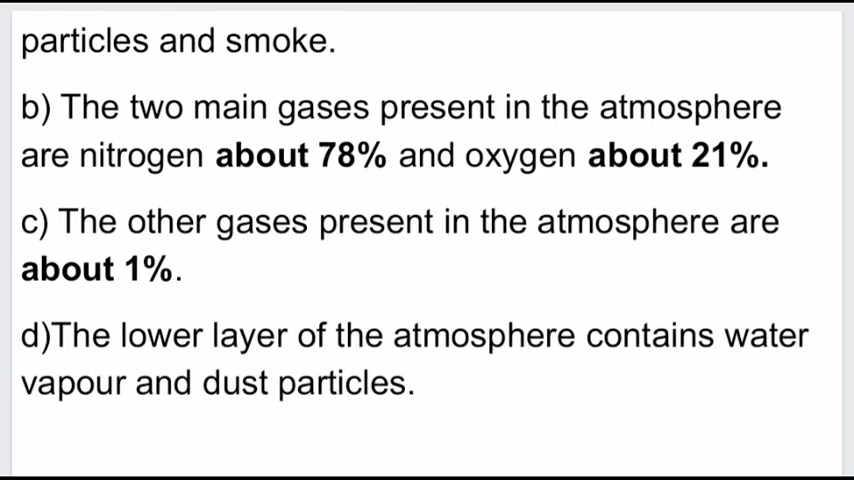 particles and smoke.
b) The two main gases present in the atmosphere
are nitrogen about 78% and oxygen about 21%.
c) The other gases present in the atmosphere are
about 1%.
d)The lower layer of the atmosphere contains water
vapour and dust particles.